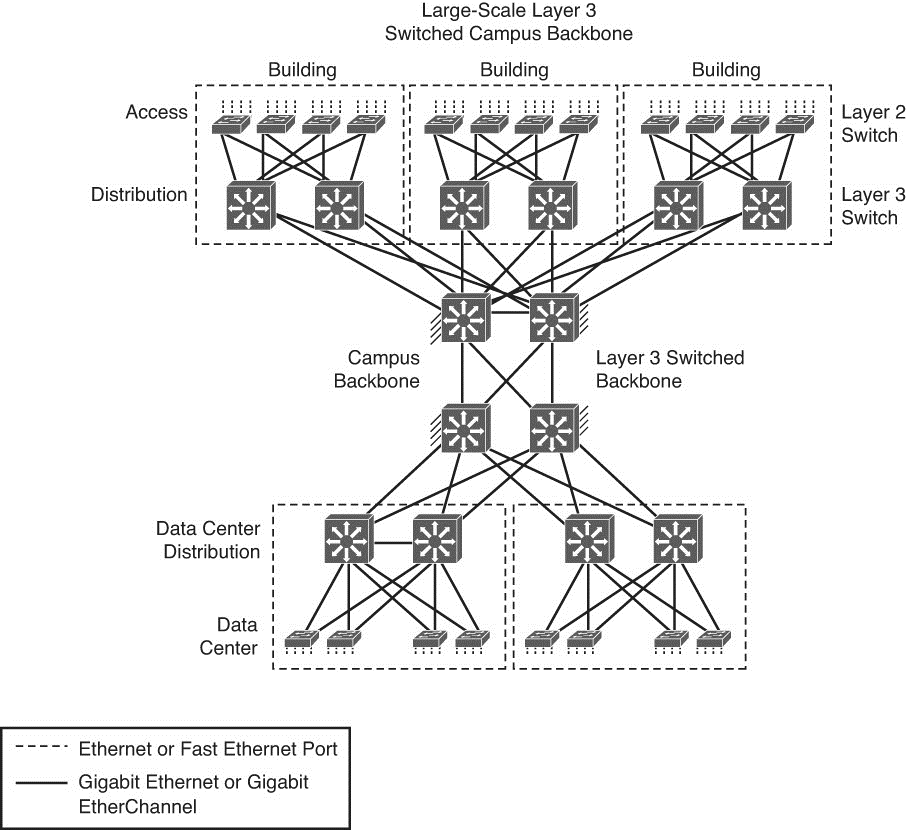 Large-Scale Layer 3
Switched Campus Backbone
Building
Building
Building
Access
Layer 2
Switch
Distribution
Layer 3
Switch
Campus
Backbone
Layer 3 Switched
Backbone
Data Center
Distribution
Data
Center
Ethernet or Fast Ethernet Port
Gigabit Ethernet or Gigabit
EtherChannel